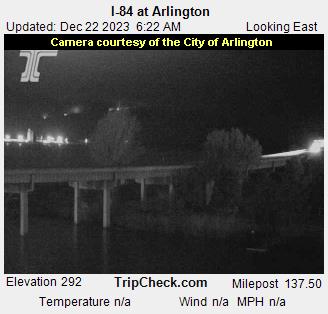 I-84 at Arlington
Updated: Dec 22 2023 6:22 AM Looking East
Camera courtesy of the City of Arlington
Elevation 292 TripCheck.com Milepost 137.50
Temperature n/a Wind n/a MPH n/a